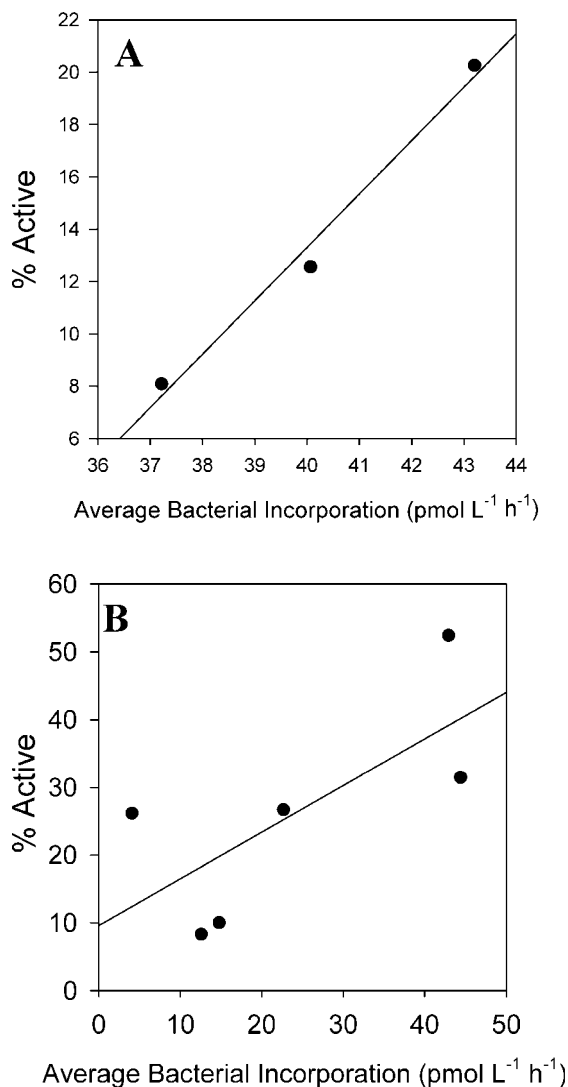 A
22
20
18
16
14
12
10
8
6
% Active
36 37 38 39 40 41 42 43 44
Average Bacterial Incorporation (pmol L⁻¹ h⁻¹)
B
60
50
40
30
20
10
0
% Active
0 10 20 30 40 50
Average Bacterial Incorporation (pmol L⁻¹ h⁻¹)